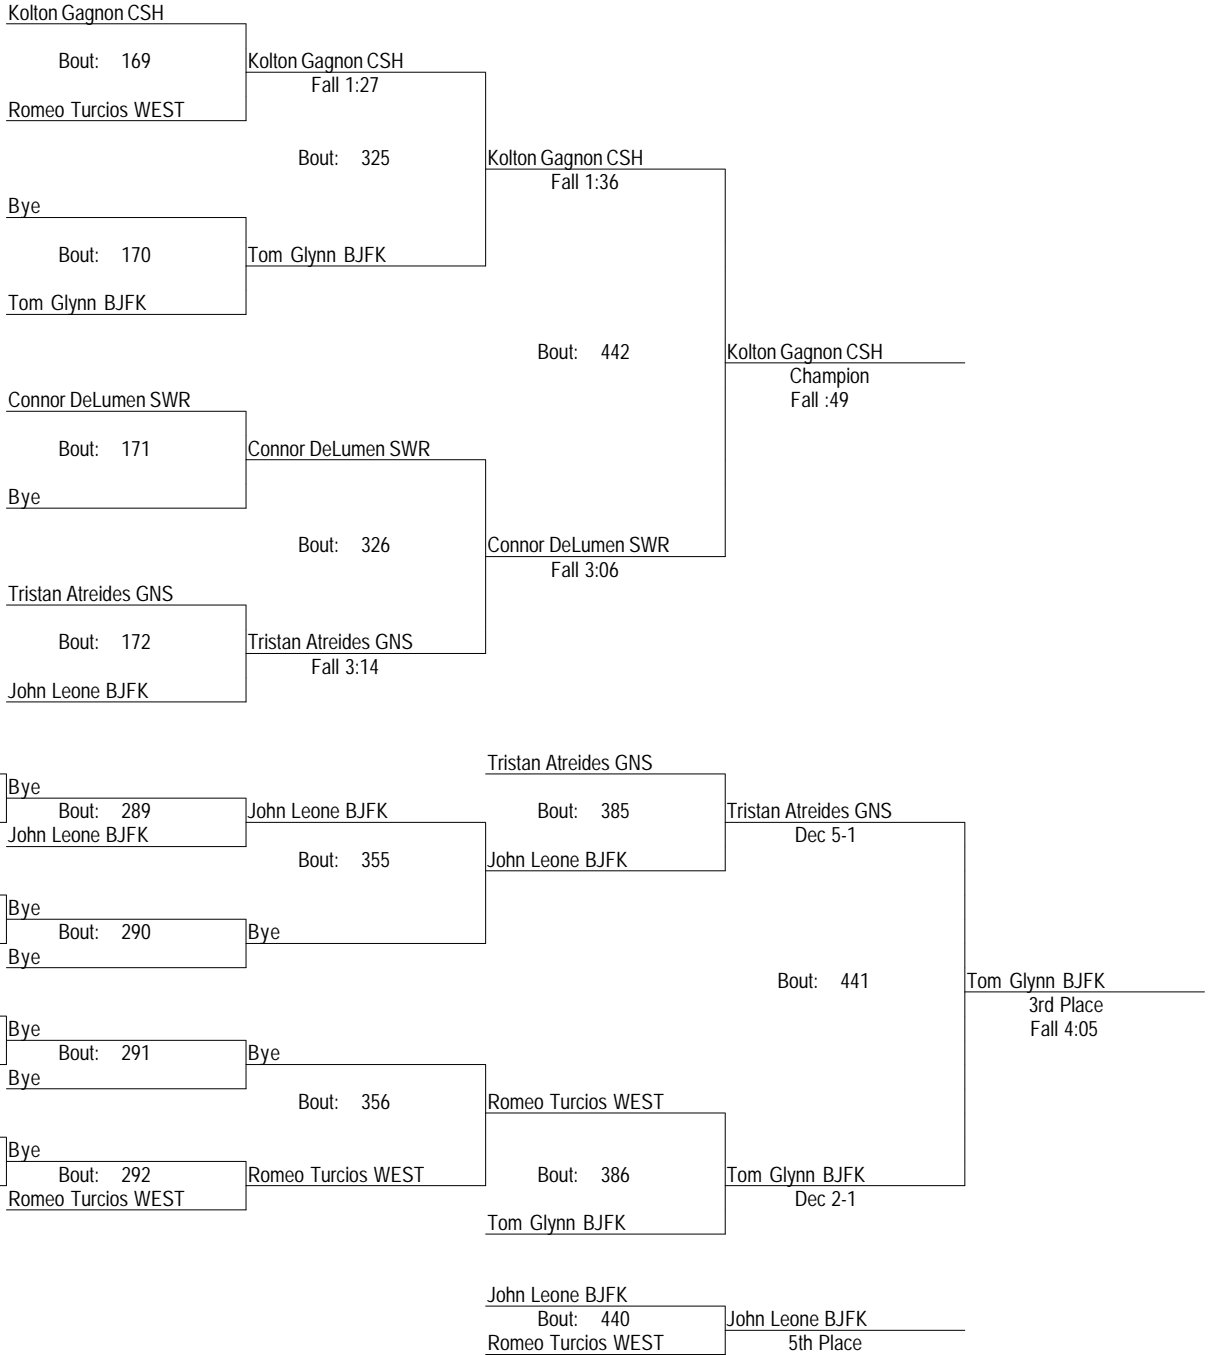 Kolton Gagnon CSH
Bout: 169
Kolton Gagnon CSH
Fall 1:27
Romeo Turcios WEST
Bout: 325
Kolton Gagnon CSH
Fall 1:36
Bye
Bout: 170
Tom Glynn BJFK
Tom Glynn BJFK
Bout: 442
Kolton Gagnon CSH
Champion
Fall :49
Connor DeLumen SWR
Bout: 171
Connor DeLumen SWR
Bye
Bout: 326
Connor DeLumen SWR
Fall 3:06
Tristan Atreides GNS
Bout: 172
Tristan Atreides GNS
Fall 3:14
John Leone BJFK
Tristan Atreides GNS
Bye
Bout: 289
John Leone BJFK
Bout: 385
Tristan Atreides GNS
Dec 5-1
John Leone BJFK
Bout: 355
John Leone BJFK
Bye
Bout: 290
Bye
Bye
Bout: 441
Tom Glynn BJFK
3rd Place
Fall 4:05
Bye
Bout: 291
Bye
Bye
Bout: 356
Romeo Turcios WEST
Bye
Bout: 292
Romeo Turcios WEST
Bout: 386
Tom Glynn BJFK
Dec 2-1
Romeo Turcios WEST
Tom Glynn BJFK
John Leone BJFK
Bout: 440
John Leone BJFK
5th Place
Romeo Turcios WEST